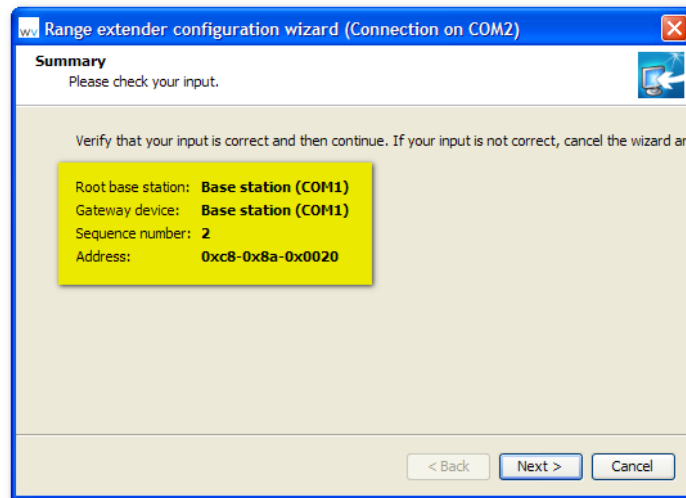 wv Range extender configuration wizard (Connection on COM2)
Summary
Please check your input.
Verify that your input is correct and then continue. If your input is not correct, cancel the wizard ar
Root base station: Base station (COM1)
Gateway device: Base station (COM1)
Sequence number: 2
Address: 0xc8-0x8a-0x0020
< Back Next > Cancel